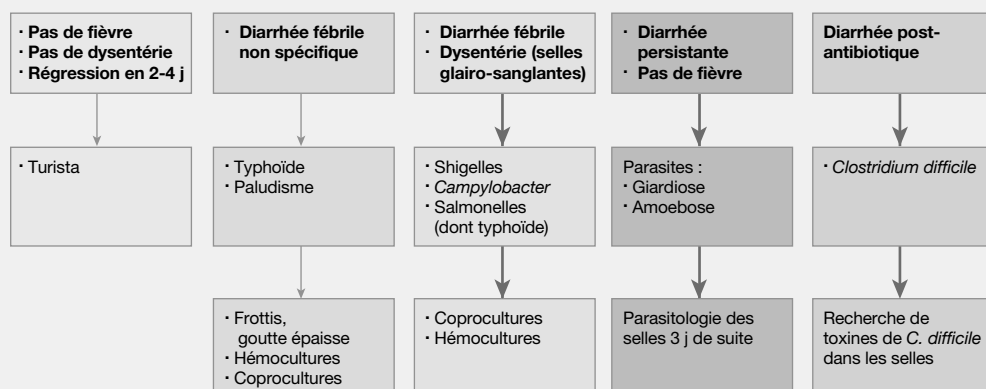 · Pas de fièvre
· Pas de dysentérie
· Régression en 2-4 j
· Diarrhée fébrile
non spécifique
· Diarrhée fébrile
· Dysentérie (selles
glairo-sanglantes)
· Diarrhée
persistante
· Pas de fièvre
Diarrhée post-
antibiotique
· Turista
· Typhoïde
· Paludisme
· Shigelles
· Campylobacter
· Salmonelles
(dont typhoïde)
Parasites :
· Giardiose
· Amoebose
· Clostridium difficile
· Frottis,
goutte épaisse
· Hémocultures
· Coprocultures
· Coprocultures
· Hémocultures
Parasitologie des
selles 3 j de suite
Recherche de
toxines de C. difficile
dans les selles